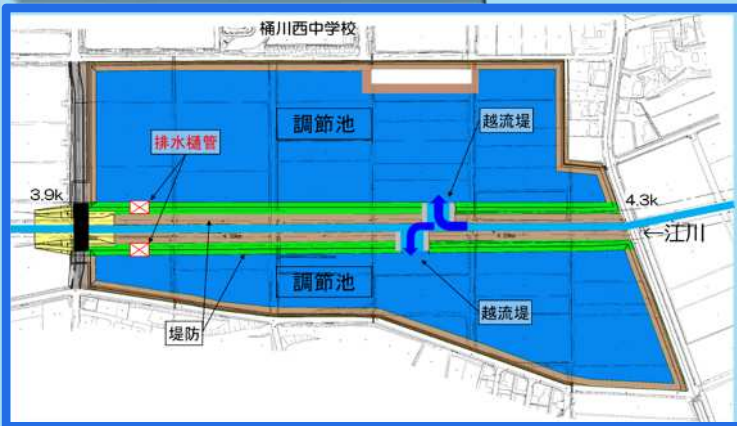 桶川西中学校
調節池
越流堤
排水樋管
3.9k
4.3k
←江川
調節池
越流堤
堤防